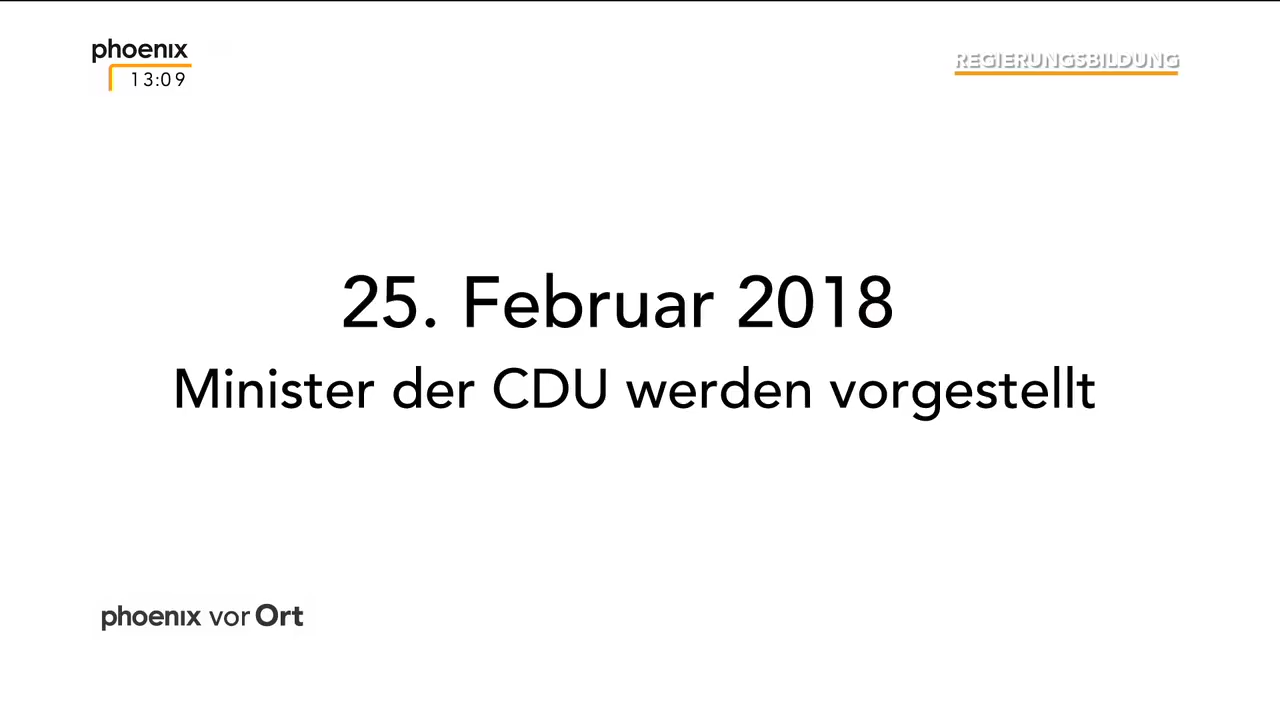 phoenix
13:09
REGIERUNGSBILDUNG
25. Februar 2018
Minister der CDU werden vorgestellt
phoenix vor Ort